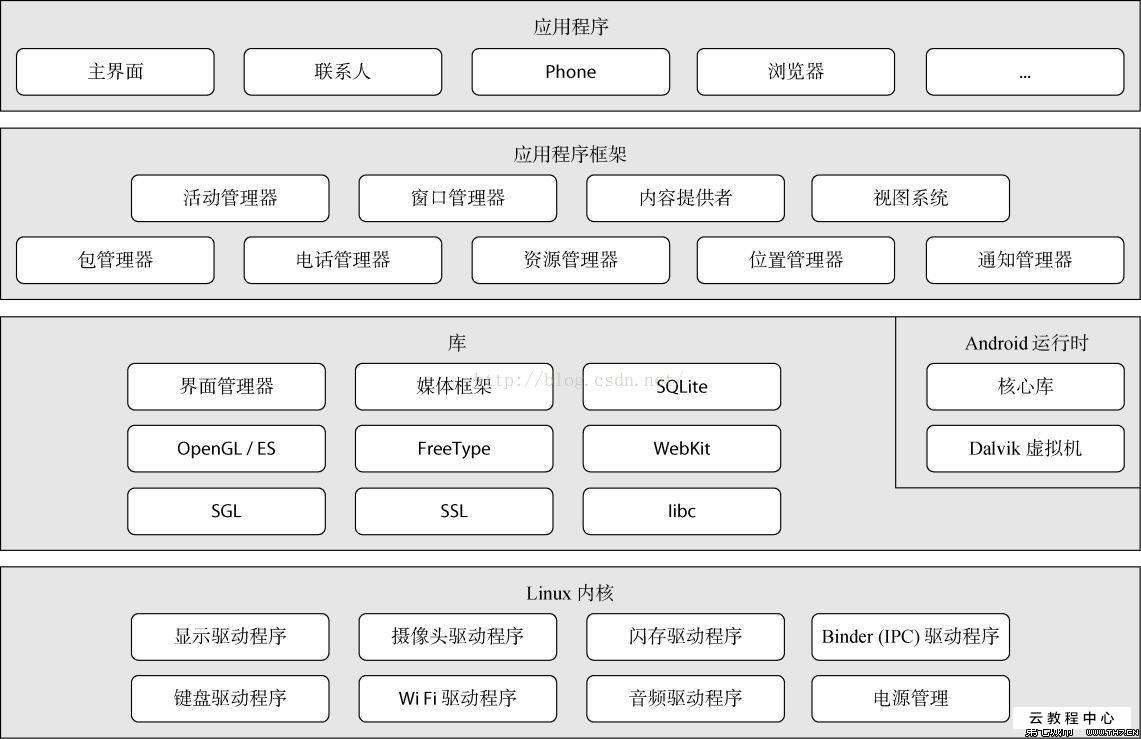 应用程序
主界面 联系人 Phone 浏览器 ...
应用程序框架
活动管理器 窗口管理器 内容提供者 视图系统
包管理器 电话管理器 资源管理器 位置管理器 通知管理器
库 Android 运行时
界面管理器 媒体框架 SQLite 核心库
http://blog.csdn.net/
OpenGL / ES FreeType WebKit Dalvik 虚拟机
SGL SSL libc
Linux 内核
显示驱动程序 摄像头驱动程序 闪存驱动程序 Binder (IPC) 驱动程序
键盘驱动程序 Wi Fi 驱动程序 音频驱动程序 电源管理
云教程中心
第七城市 WWW.TH7.CN